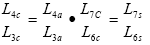 L4c/L3c = L4a/L3a • L7C/L6c = L7s/L6s